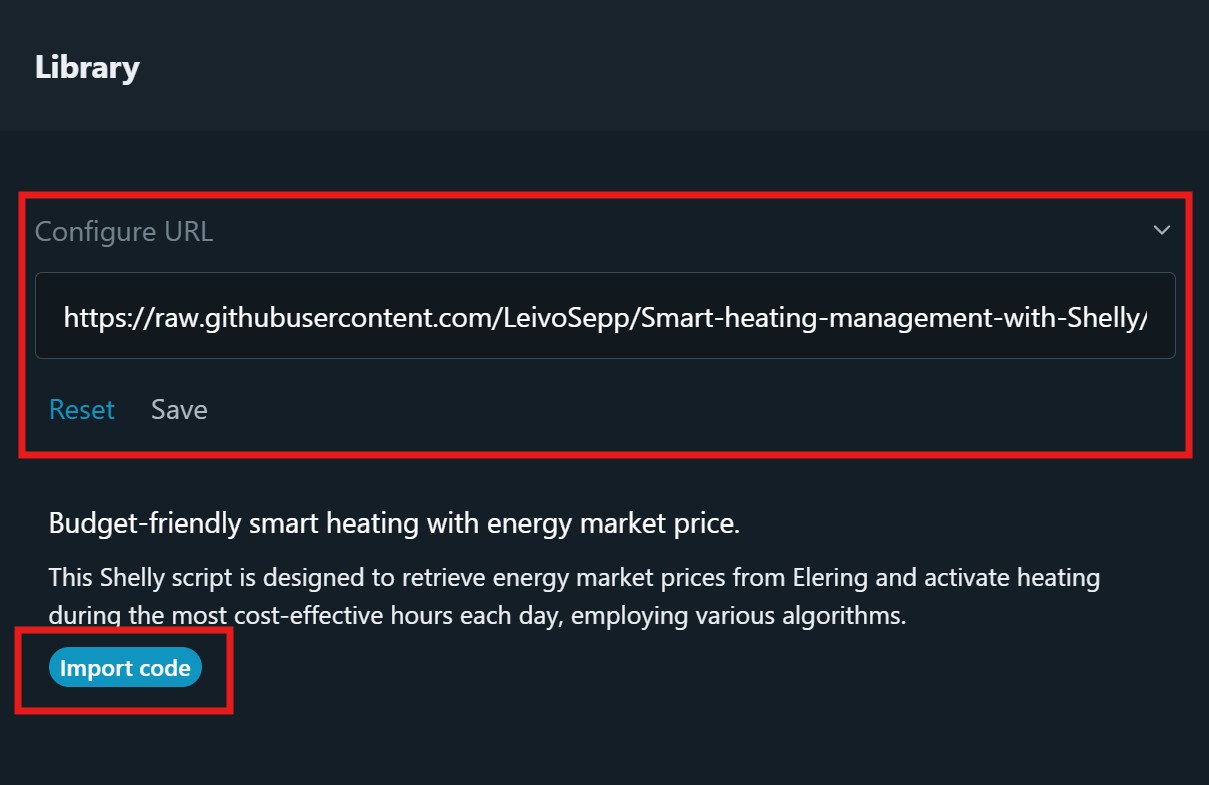 Library
Configure URL
https://raw.githubusercontent.com/LeivoSepp/Smart-heating-management-with-Shelly/
Reset Save
Budget-friendly smart heating with energy market price.
This Shelly script is designed to retrieve energy market prices from Elering and activate heating
during the most cost-effective hours each day, employing various algorithms.
Import code